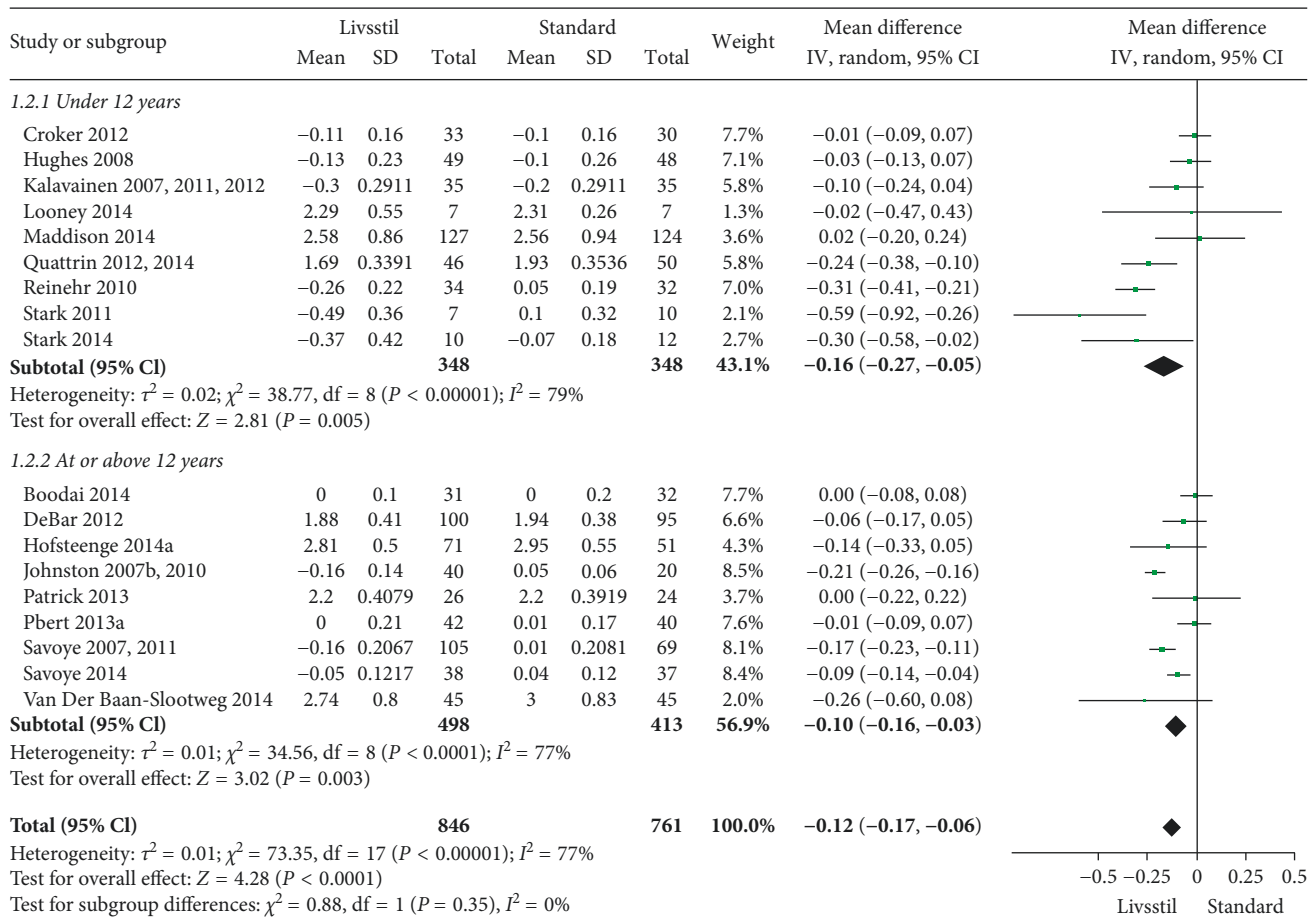 Study or subgroup Livsstil Standard Weight Mean difference Mean difference
Mean SD Total Mean SD Total IV, random, 95% CI IV, random, 95% CI
1.2.1 Under 12 years
Croker 2012 −0.11 0.16 33 −0.1 0.16 30 7.7% −0.01 (−0.09, 0.07)
Hughes 2008 −0.13 0.23 49 −0.1 0.26 48 7.1% −0.03 (−0.13, 0.07)
Kalavainen 2007, 2011, 2012 −0.3 0.2911 35 −0.2 0.2911 35 5.8% −0.10 (−0.24, 0.04)
Looney 2014 2.29 0.55 7 2.31 0.26 7 1.3% −0.02 (−0.47, 0.43)
Maddison 2014 2.58 0.86 127 2.56 0.94 124 3.6% 0.02 (−0.20, 0.24)
Quattrin 2012, 2014 1.69 0.3391 46 1.93 0.3536 50 5.8% −0.24 (−0.38, −0.10)
Reinehr 2010 −0.26 0.22 34 0.05 0.19 32 7.0% −0.31 (−0.41, −0.21)
Stark 2011 −0.49 0.36 7 0.1 0.32 10 2.1% −0.59 (−0.92, −0.26)
Stark 2014 −0.37 0.42 10 −0.07 0.18 12 2.7% −0.30 (−0.58, −0.02)
Subtotal (95% Cl) 348 348 43.1% −0.16 (−0.27, −0.05)
Heterogeneity: τ² = 0.02; χ² = 38.77, df = 8 (P < 0.00001); I² = 79%
Test for overall effect: Z = 2.81 (P = 0.005)
1.2.2 At or above 12 years
Boodai 2014 0 0.1 31 0 0.2 32 7.7% 0.00 (−0.08, 0.08)
DeBar 2012 1.88 0.41 100 1.94 0.38 95 6.6% −0.06 (−0.17, 0.05)
Hofsteenge 2014a 2.81 0.5 71 2.95 0.55 51 4.3% −0.14 (−0.33, 0.05)
Johnston 2007b, 2010 −0.16 0.14 40 0.05 0.06 20 8.5% −0.21 (−0.26, −0.16)
Patrick 2013 2.2 0.4079 26 2.2 0.3919 24 3.7% 0.00 (−0.22, 0.22)
Pbert 2013a 0 0.21 42 0.01 0.17 40 7.6% −0.01 (−0.09, 0.07)
Savoye 2007, 2011 −0.16 0.2067 105 0.01 0.2081 69 8.1% −0.17 (−0.23, −0.11)
Savoye 2014 −0.05 0.1217 38 0.04 0.12 37 8.4% −0.09 (−0.14, −0.04)
Van Der Baan-Slootweg 2014 2.74 0.8 45 3 0.83 45 2.0% −0.26 (−0.60, 0.08)
Subtotal (95% Cl) 498 413 56.9% −0.10 (−0.16, −0.03)
Heterogeneity: τ² = 0.01; χ² = 34.56, df = 8 (P < 0.0001); I² = 77%
Test for overall effect: Z = 3.02 (P = 0.003)
Total (95% Cl) 846 761 100.0% −0.12 (−0.17, −0.06)
Heterogeneity: τ² = 0.01; χ² = 73.35, df = 17 (P < 0.00001); I² = 77%
Test for overall effect: Z = 4.28 (P < 0.0001)
Test for subgroup differences: χ² = 0.88, df = 1 (P = 0.35), I² = 0%
−0.5 −0.25 0 0.25 0.5
Livsstil Standard